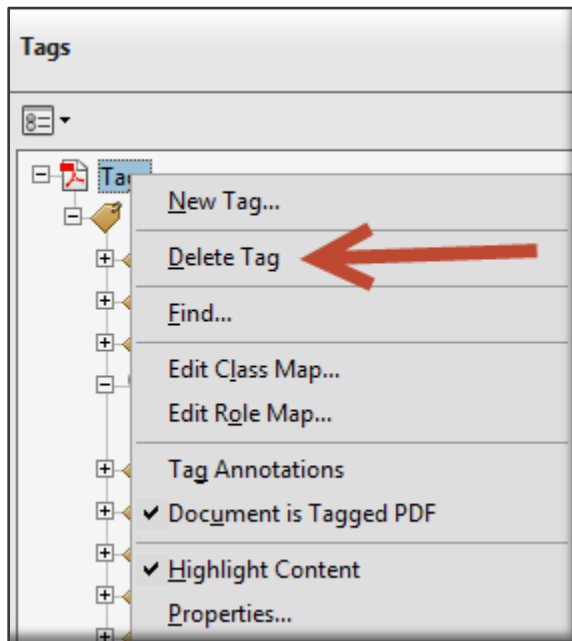 Tags
New Tag...
Delete Tag
Find...
Edit Class Map...
Edit Role Map...
Tag Annotations
Document is Tagged PDF
Highlight Content
Properties...